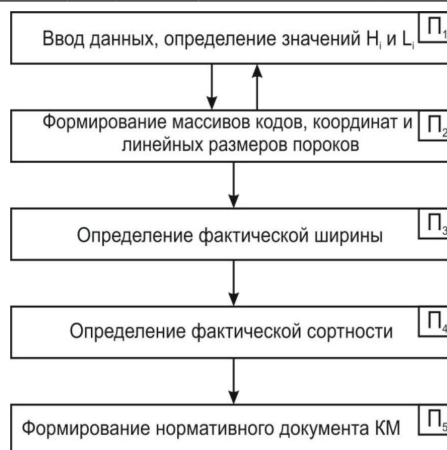 Ввод данных, определение значений Hi и Li
П1
Формирование массивов кодов, координат и
линейных размеров пороков
П2
Определение фактической ширины
П3
Определение фактической сортности
П4
Формирование нормативного документа КМ
П5